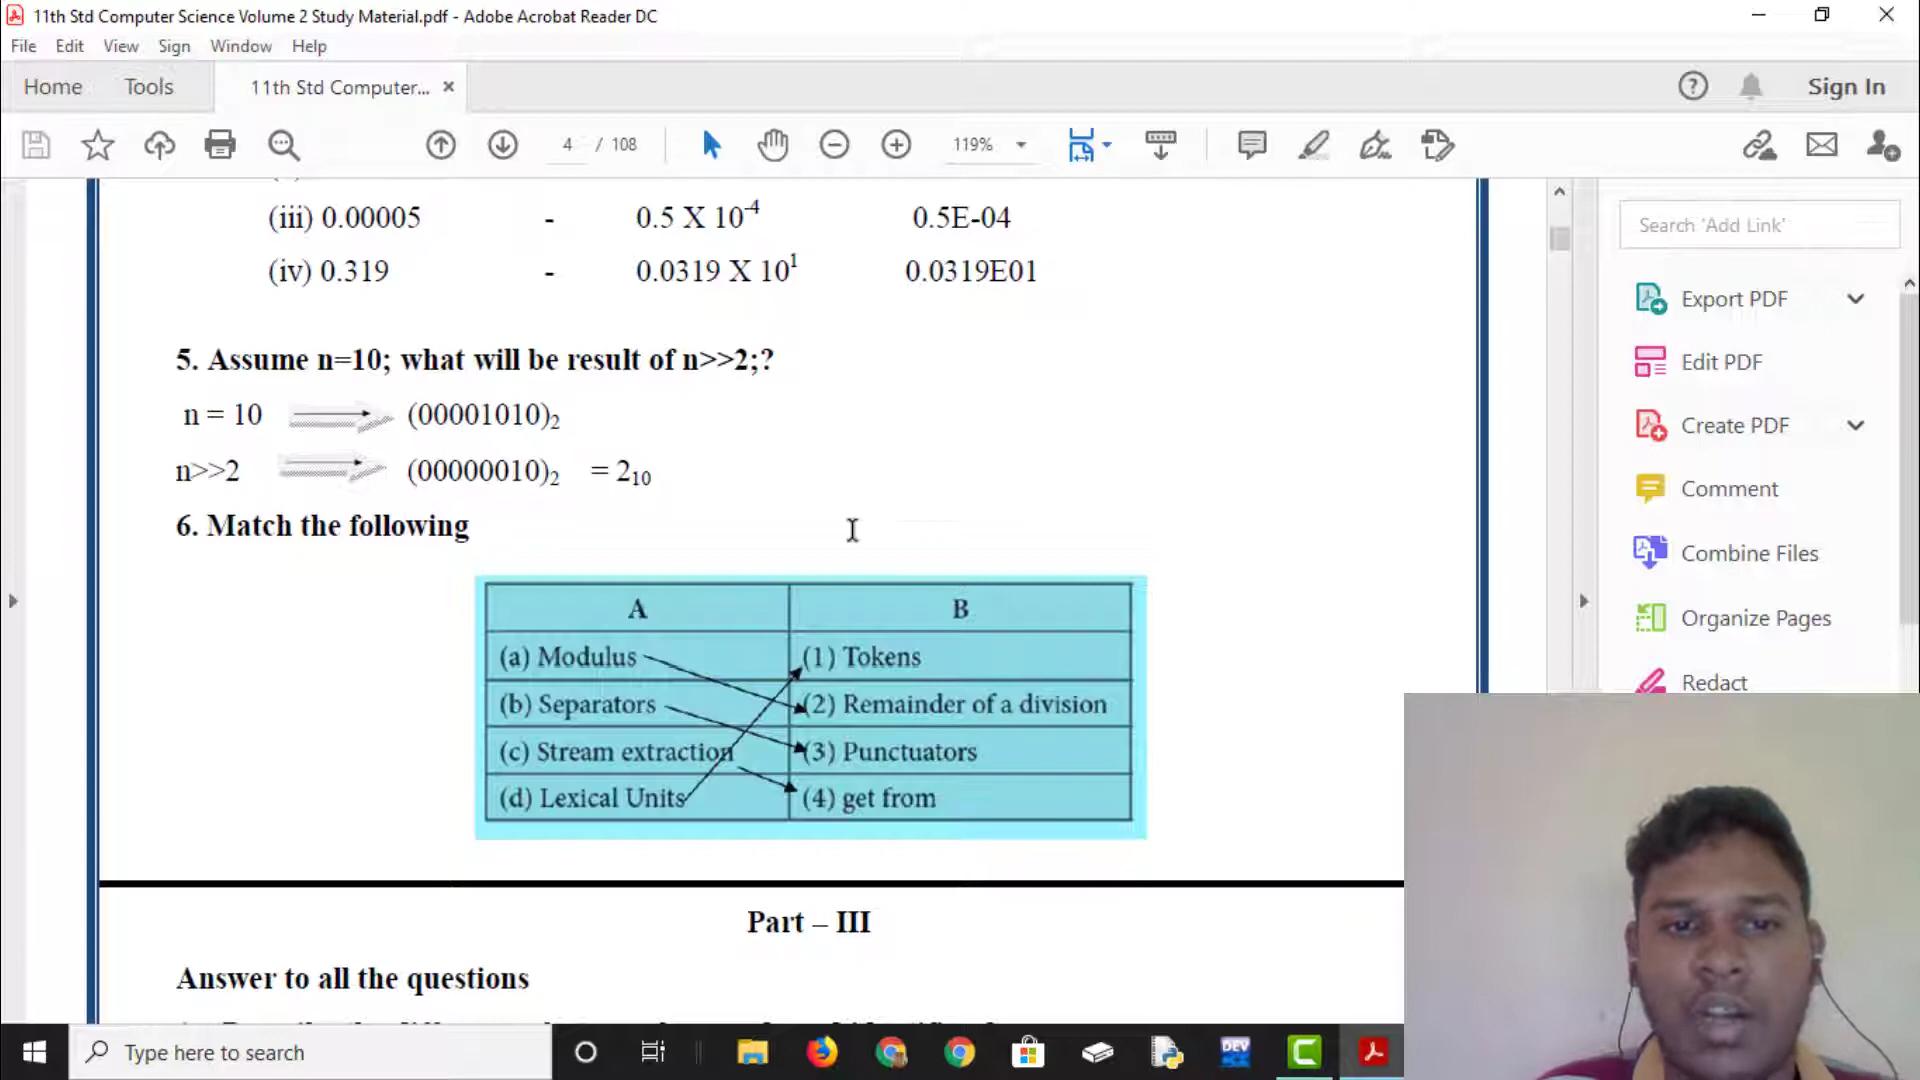 11th Std Computer Science Volume 2 Study Material.pdf - Adobe Acrobat Reader DC
File Edit View Sign Window Help
Home Tools 11th Std Computer... × Sign In
4 / 108 119%
(iii) 0.00005 - 0.5 X 10⁻⁴ 0.5E-04
(iv) 0.319 - 0.0319 X 10¹ 0.0319E01
5. Assume n=10; what will be result of n>>2;?
n = 10 (00001010)₂
n>>2 (00000010)₂ = 2₁₀
6. Match the following
A B
(a) Modulus (1) Tokens
(b) Separators (2) Remainder of a division
(c) Stream extraction (3) Punctuators
(d) Lexical Units (4) get from
Part – III
Answer to all the questions
Search 'Add Link'
Export PDF
Edit PDF
Create PDF
Comment
Combine Files
Organize Pages
Redact
Type here to search
DEV